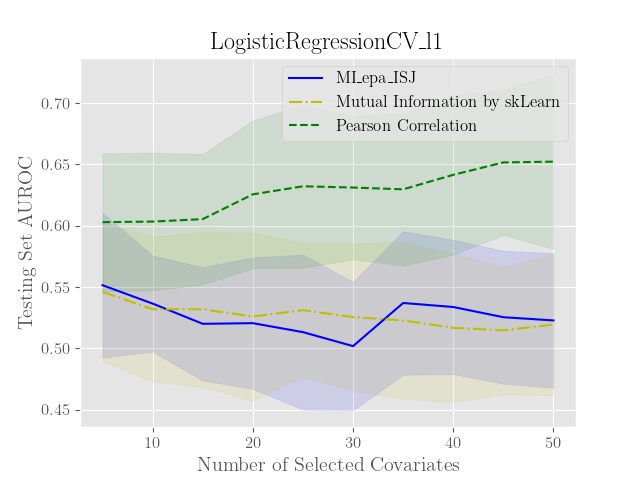 LogisticRegressionCV_l1
MI_epa_ISJ
Mutual Information by skLearn
Pearson Correlation
Testing Set AUROC
0.70
0.65
0.60
0.55
0.50
0.45
10 20 30 40 50
Number of Selected Covariates